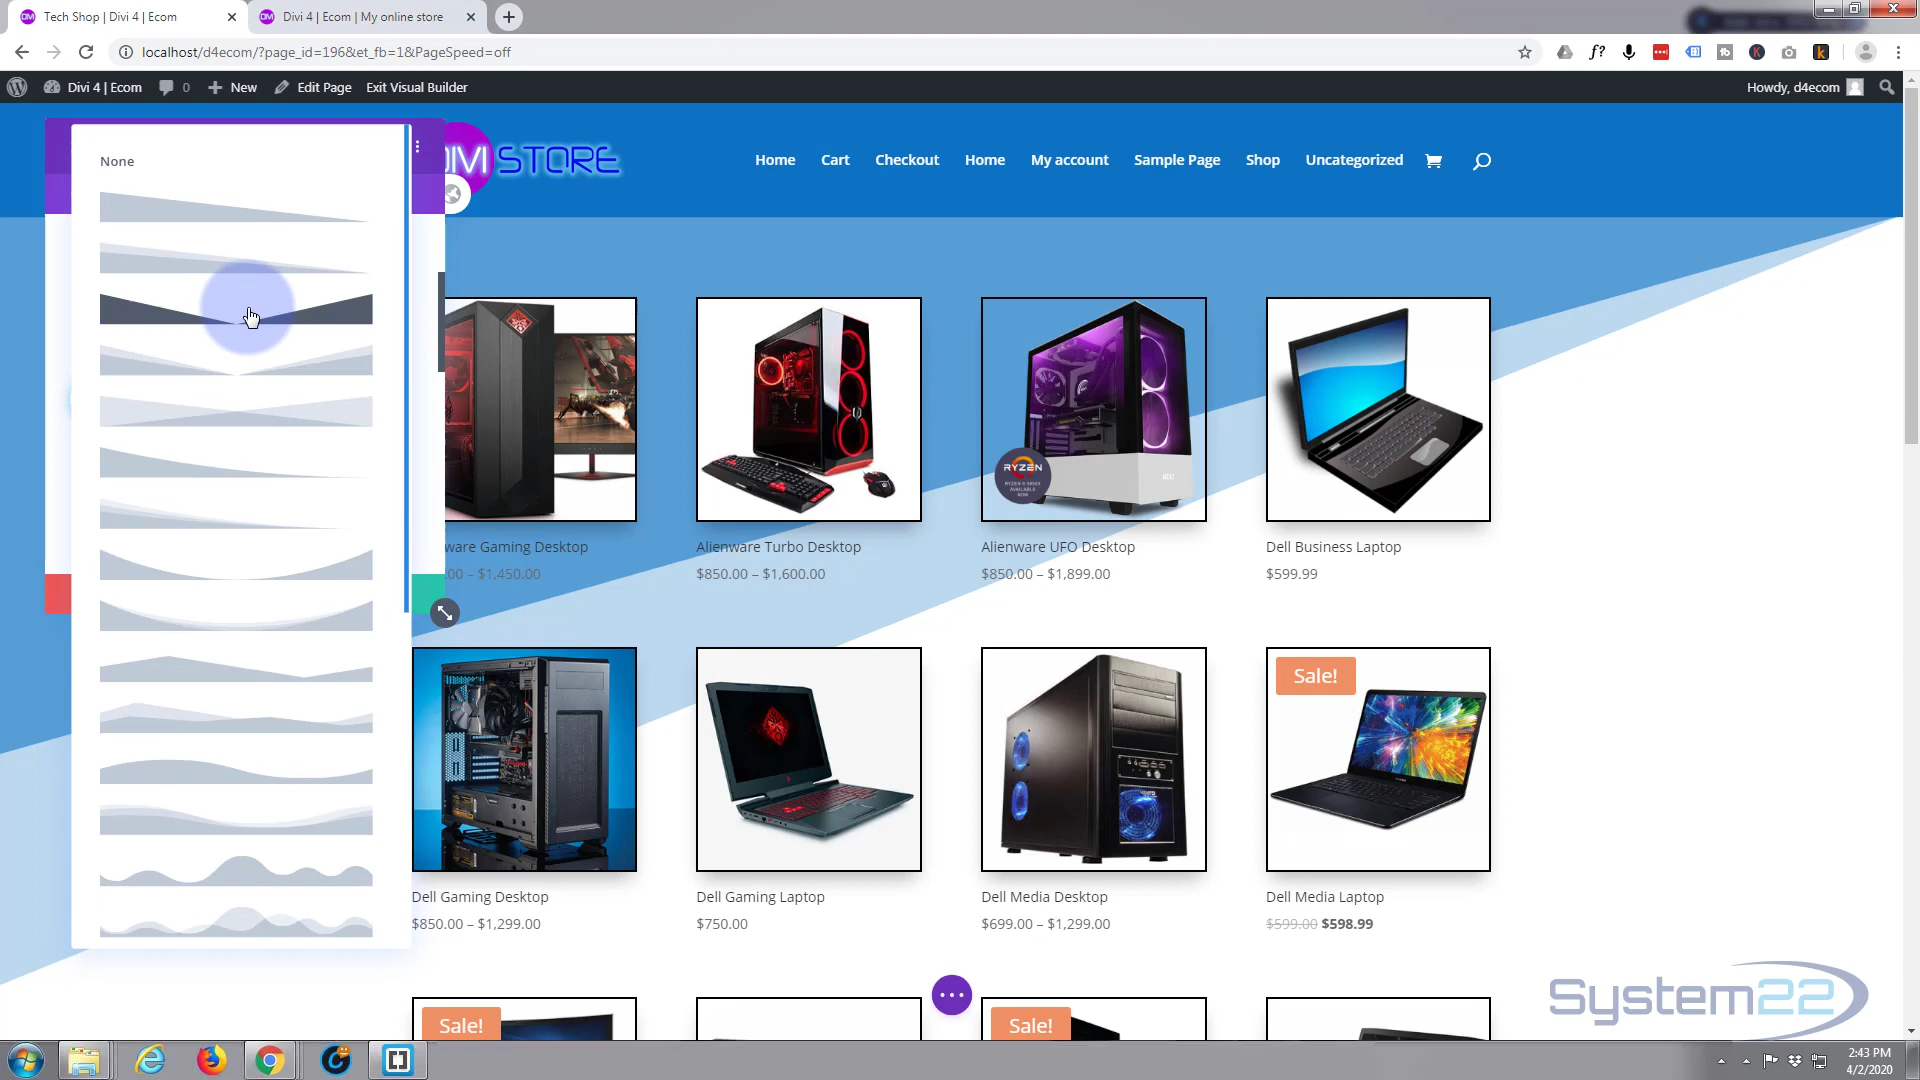 Tech Shop | Divi 4 | Ecom
Divi 4 | Ecom | My online store
localhost/d4ecom/?page_id=196&et_fb=1&PageSpeed=off
Divi 4 | Ecom
0
New
Edit Page
Exit Visual Builder
Howdy, d4ecom
None
DIVI STORE
Home
Cart
Checkout
Home
My account
Sample Page
Shop
Uncategorized
RYZEN
ware Gaming Desktop
Alienware Turbo Desktop
Alienware UFO Desktop
Dell Business Laptop
00 – $1,450.00
$850.00 – $1,600.00
$850.00 – $1,899.00
$599.99
Sale!
Dell Gaming Desktop
Dell Gaming Laptop
Dell Media Desktop
Dell Media Laptop
$850.00 – $1,299.00
$750.00
$699.00 – $1,299.00
$599.00 $598.99
Sale!
Sale!
System22
2:43 PM
4/2/2020